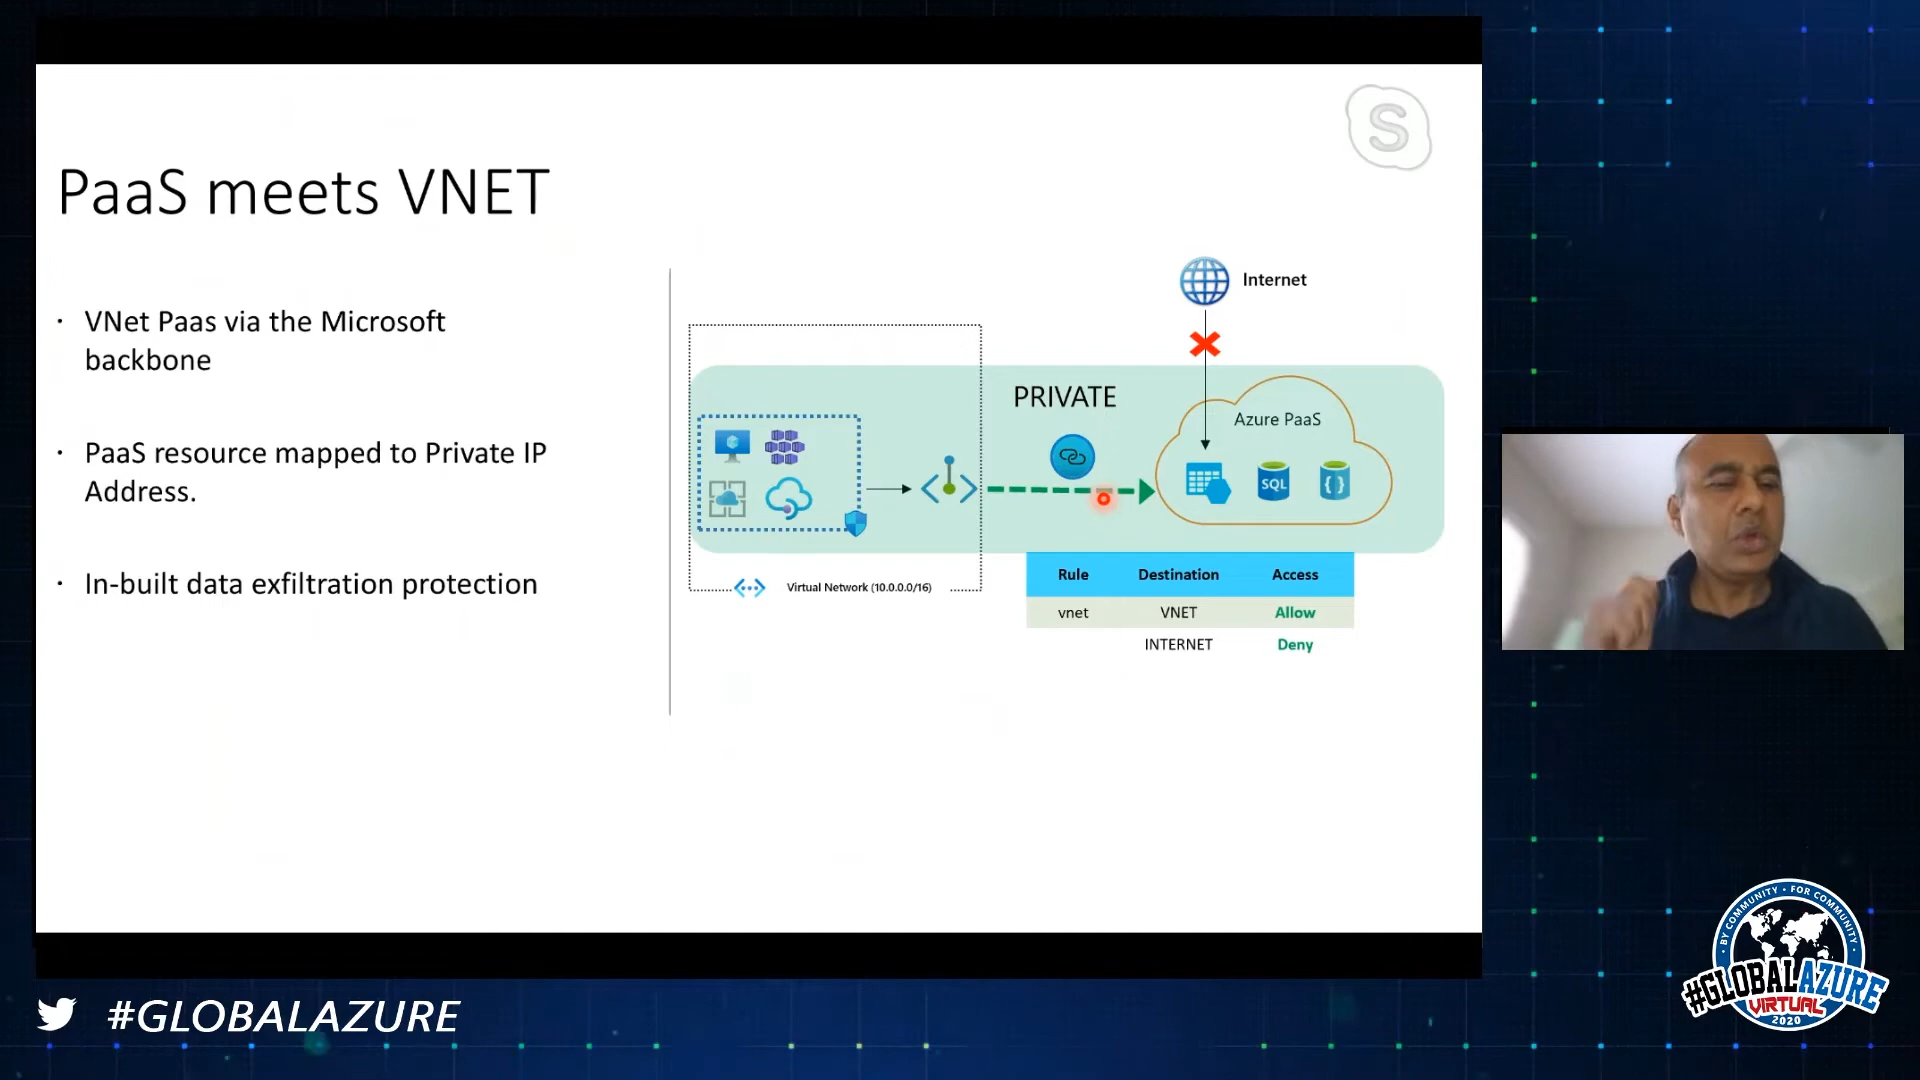 S
PaaS meets VNET
· VNet Paas via the Microsoft
backbone
· PaaS resource mapped to Private IP
Address.
· In-built data exfiltration protection
Internet
PRIVATE
Azure PaaS
SQL
{ }
Virtual Network (10.0.0.0/16)
Rule Destination Access
vnet VNET Allow
INTERNET Deny
#GLOBALAZURE
BY COMMUNITY • FOR COMMUNITY
#GLOBALAZURE
VIRTUAL
2020